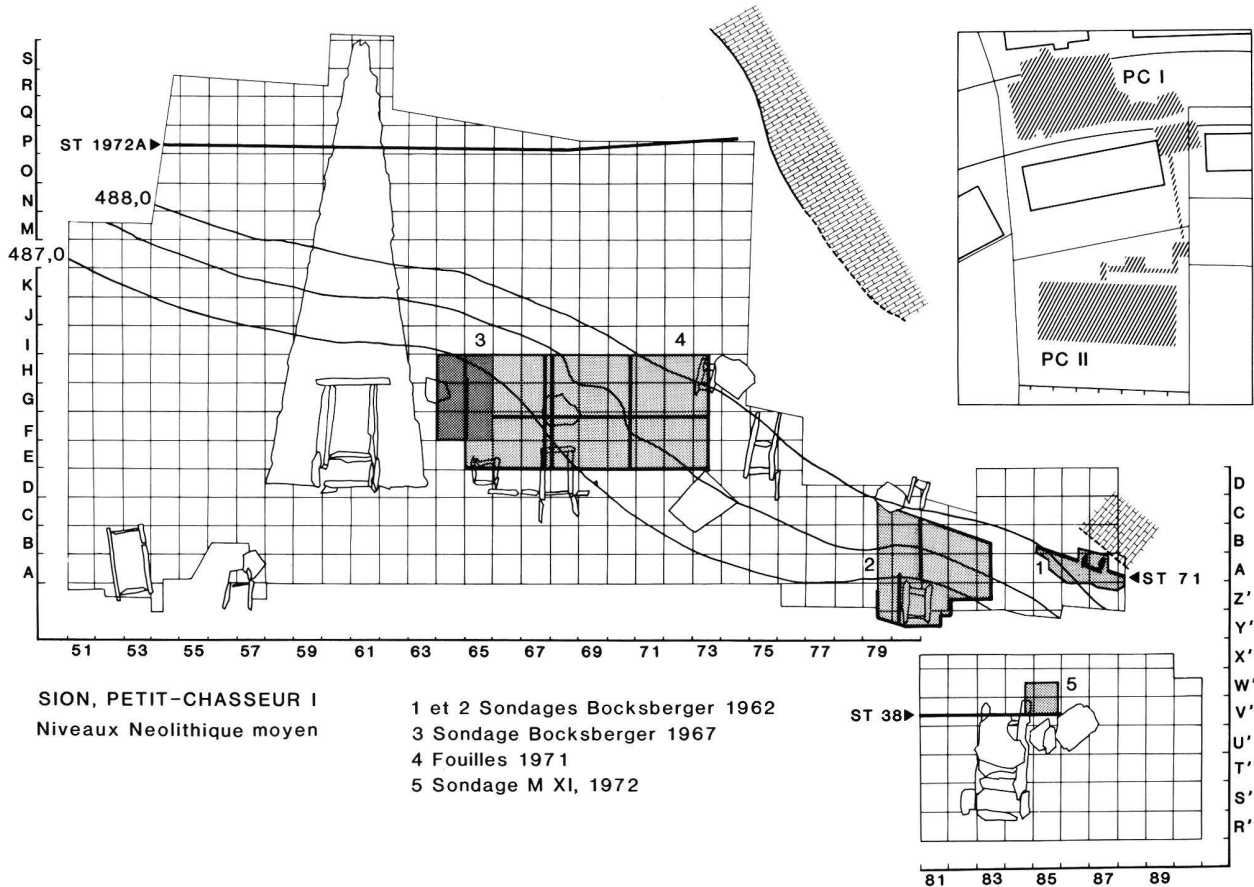 S
R
Q
P
O
N
M
K
J
I
H
G
F
E
D
C
B
A
ST 1972A
488,0
487,0
3
4
2
1
ST 71
51 53 55 57 59 61 63 65 67 69 71 73 75 77 79
PC I
PC II
D
C
B
A
Z'
Y'
X'
W'
V'
U'
T'
S'
R'
5
ST 38
81 83 85 87 89
SION, PETIT-CHASSEUR I
Niveaux Neolithique moyen
1 et 2 Sondages Bocksberger 1962
3 Sondage Bocksberger 1967
4 Fouilles 1971
5 Sondage M XI, 1972